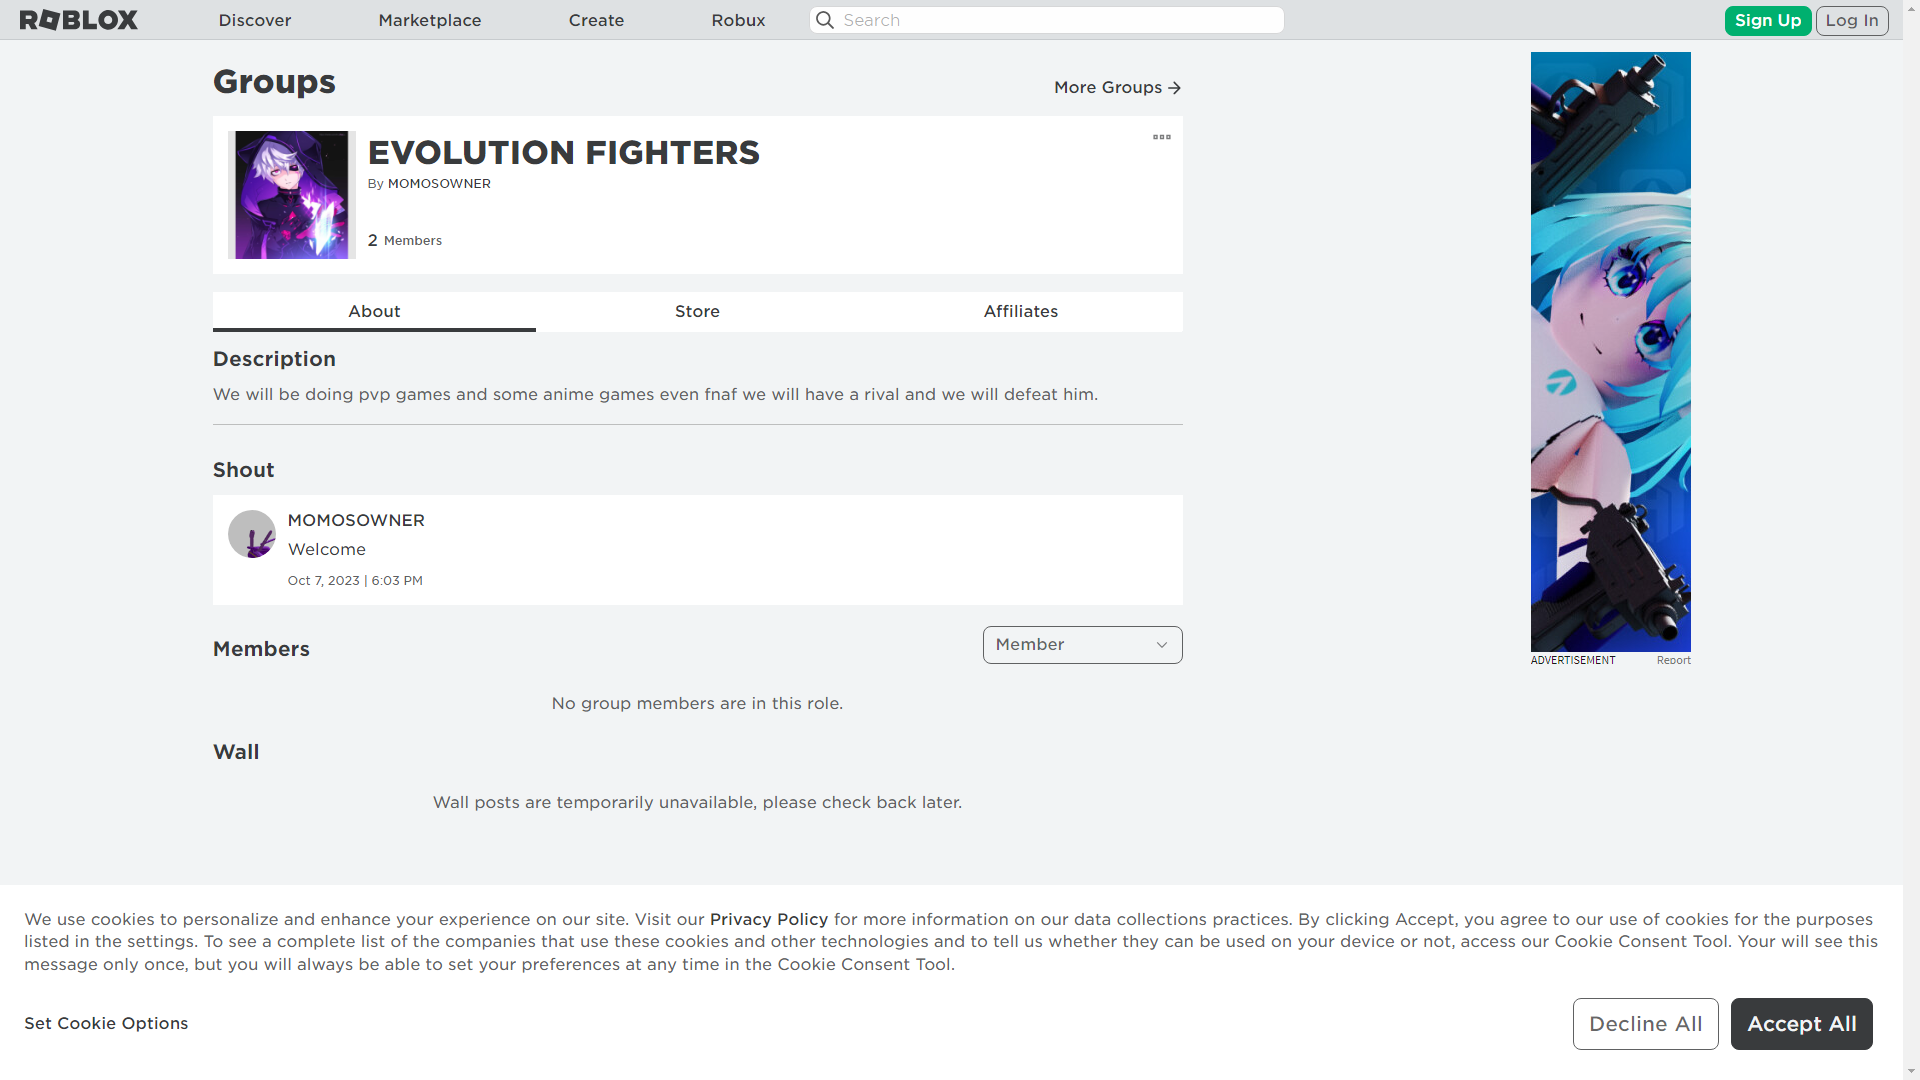 ROBLOX
Discover
Marketplace
Create
Robux
Search
Sign Up
Log In
Groups
More Groups
EVOLUTION FIGHTERS
By MOMOSOWNER
2 Members
About
Store
Affiliates
Description
We will be doing pvp games and some anime games even fnaf we will have a rival and we will defeat him.
Shout
MOMOSOWNER
Welcome
Oct 7, 2023 | 6:03 PM
Members
Member
No group members are in this role.
Wall
Wall posts are temporarily unavailable, please check back later.
ADVERTISEMENT
Report
We use cookies to personalize and enhance your experience on our site. Visit our Privacy Policy for more information on our data collections practices. By clicking Accept, you agree to our use of cookies for the purposes
listed in the settings. To see a complete list of the companies that use these cookies and other technologies and to tell us whether they can be used on your device or not, access our Cookie Consent Tool. Your will see this
message only once, but you will always be able to set your preferences at any time in the Cookie Consent Tool.
Set Cookie Options
Decline All
Accept All